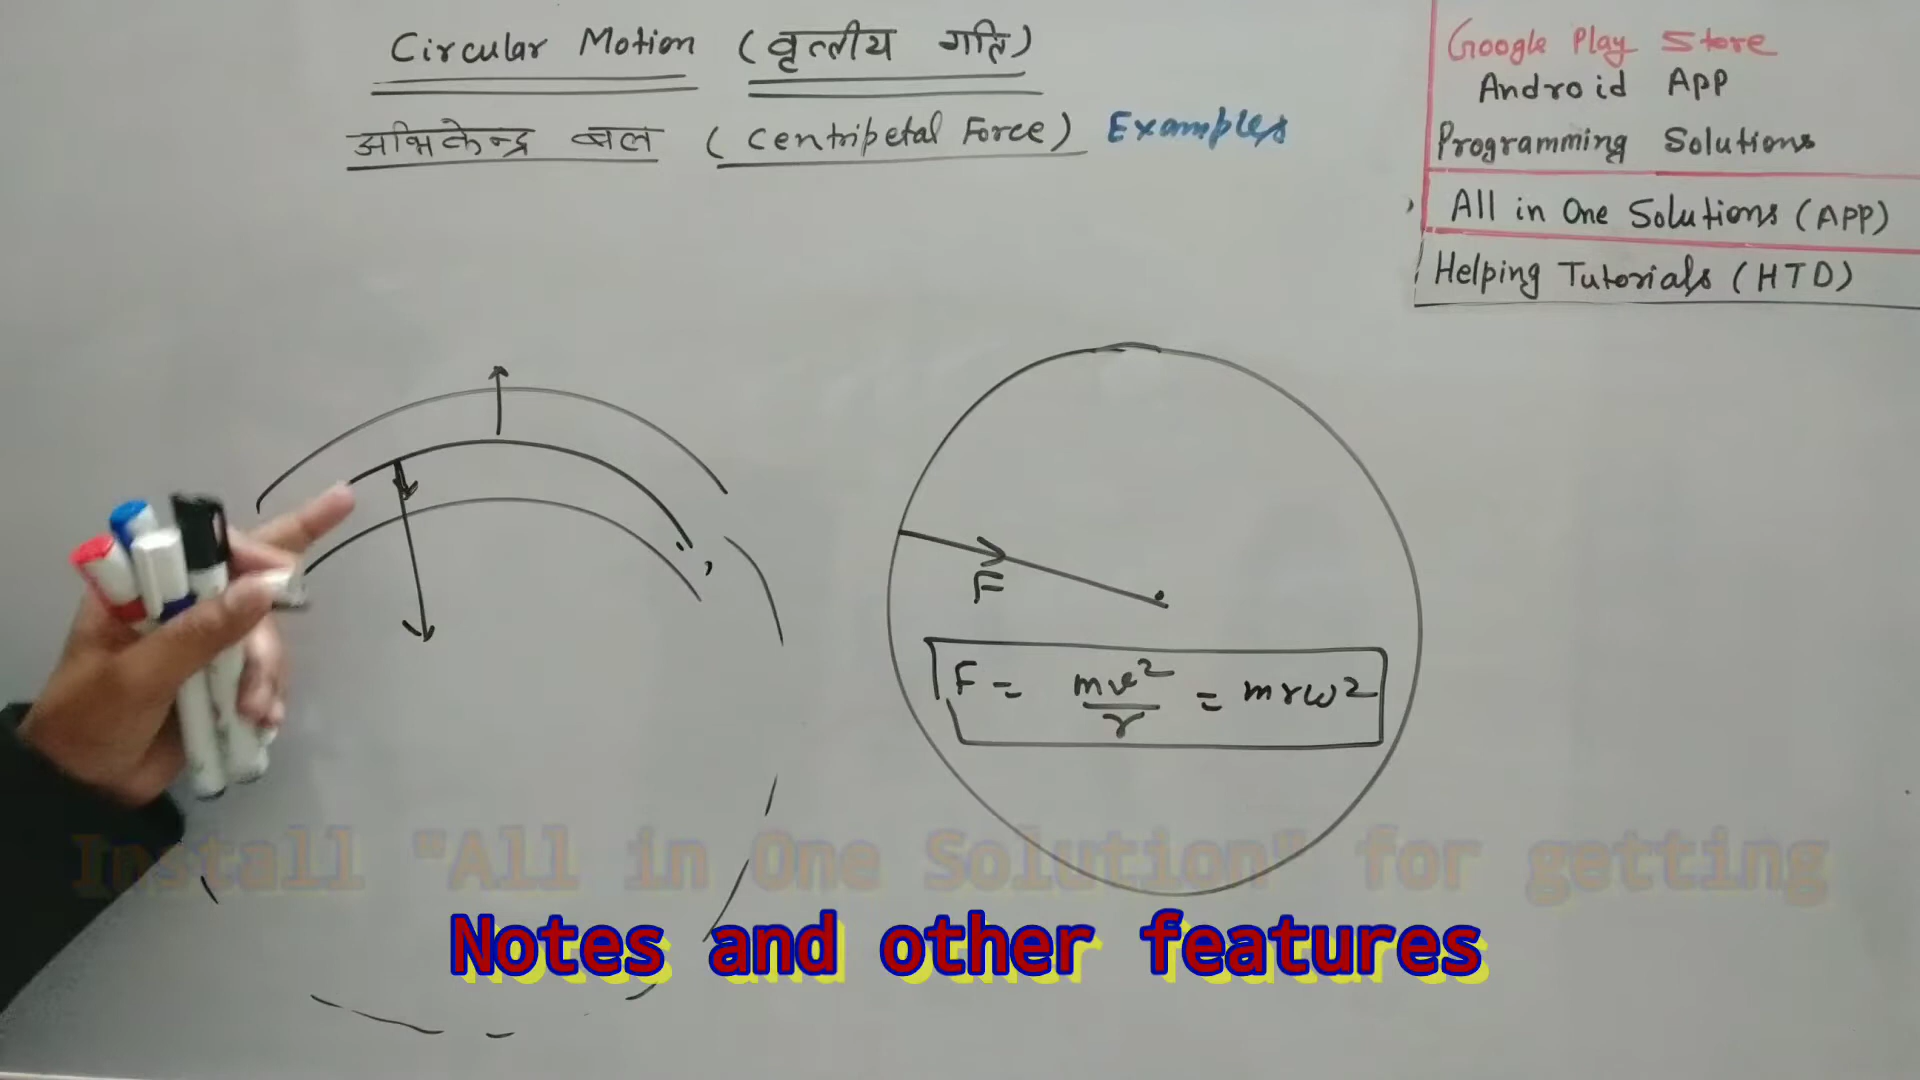 Circular Motion (वृत्तीय गति)
अभिकेन्द्र बल (Centripetal Force) Examples
Google Play Store
Android App
Programming Solutions
All in One Solutions (APP)
Helping Tutorials (HTD)
F
F = mv²/r = mrω²
Install "All in One Solution" for getting
Notes and other features